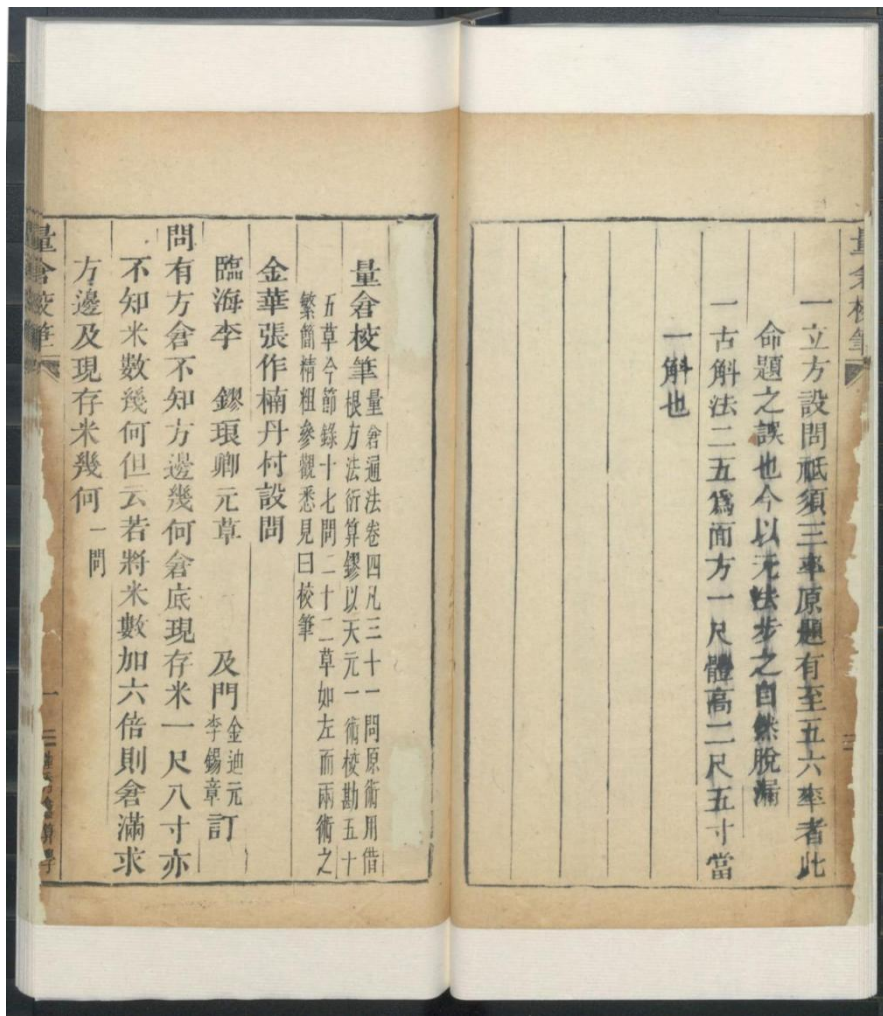 一立方設問祗須三率原題有至五六率者此
命題之誤也今以元法步之自然脫漏
一古斛法二五爲面方一尺體高二尺五寸當
一斛也
量倉校筆
量倉校筆量倉通法卷四凡三十一問原術用借
根方法衍算鏐以天元一術校勘五十
五草今節錄十七問二十二草如左而兩術之
繁簡精粗參觀悉見曰校筆
金華張作楠丹村設問
臨海李 鏐琅卿元草 及門金迪元李錫章訂
問有方倉不知方邊幾何倉底現存米一尺八寸亦
不知米數幾何但云若將米數加六倍則倉滿求
方邊及現存米幾何一問
量倉校筆
一